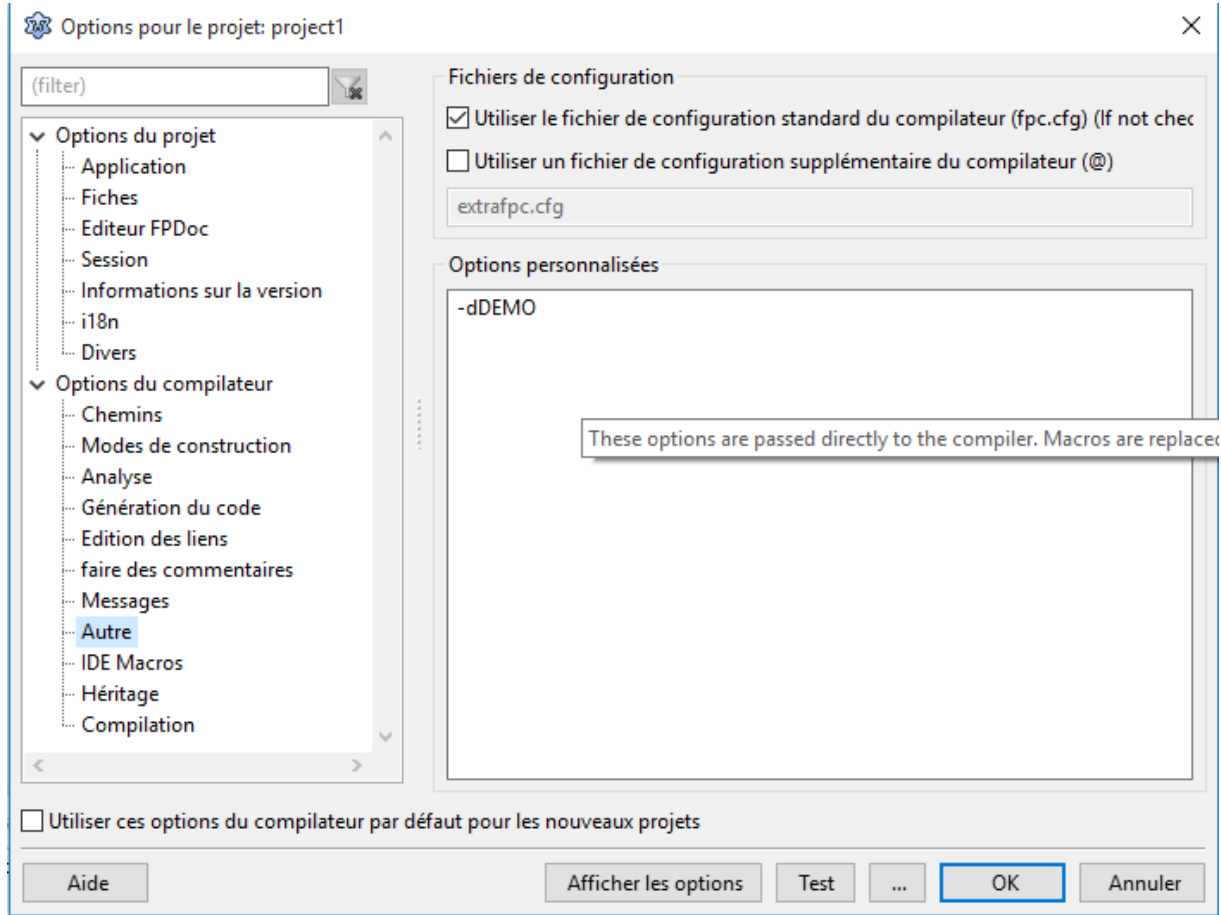 Options pour le projet: project1
(filter)
Options du projet
Application
Fiches
Editeur FPDoc
Session
Informations sur la version
i18n
Divers
Options du compilateur
Chemins
Modes de construction
Analyse
Génération du code
Edition des liens
faire des commentaires
Messages
Autre
IDE Macros
Héritage
Compilation
Fichiers de configuration
Utiliser le fichier de configuration standard du compilateur (fpc.cfg) (If not chec
Utiliser un fichier de configuration supplémentaire du compilateur (@)
extrafpc.cfg
Options personnalisées
-dDEMO
These options are passed directly to the compiler. Macros are replaced
Utiliser ces options du compilateur par défaut pour les nouveaux projets
Aide
Afficher les options
Test
...
OK
Annuler